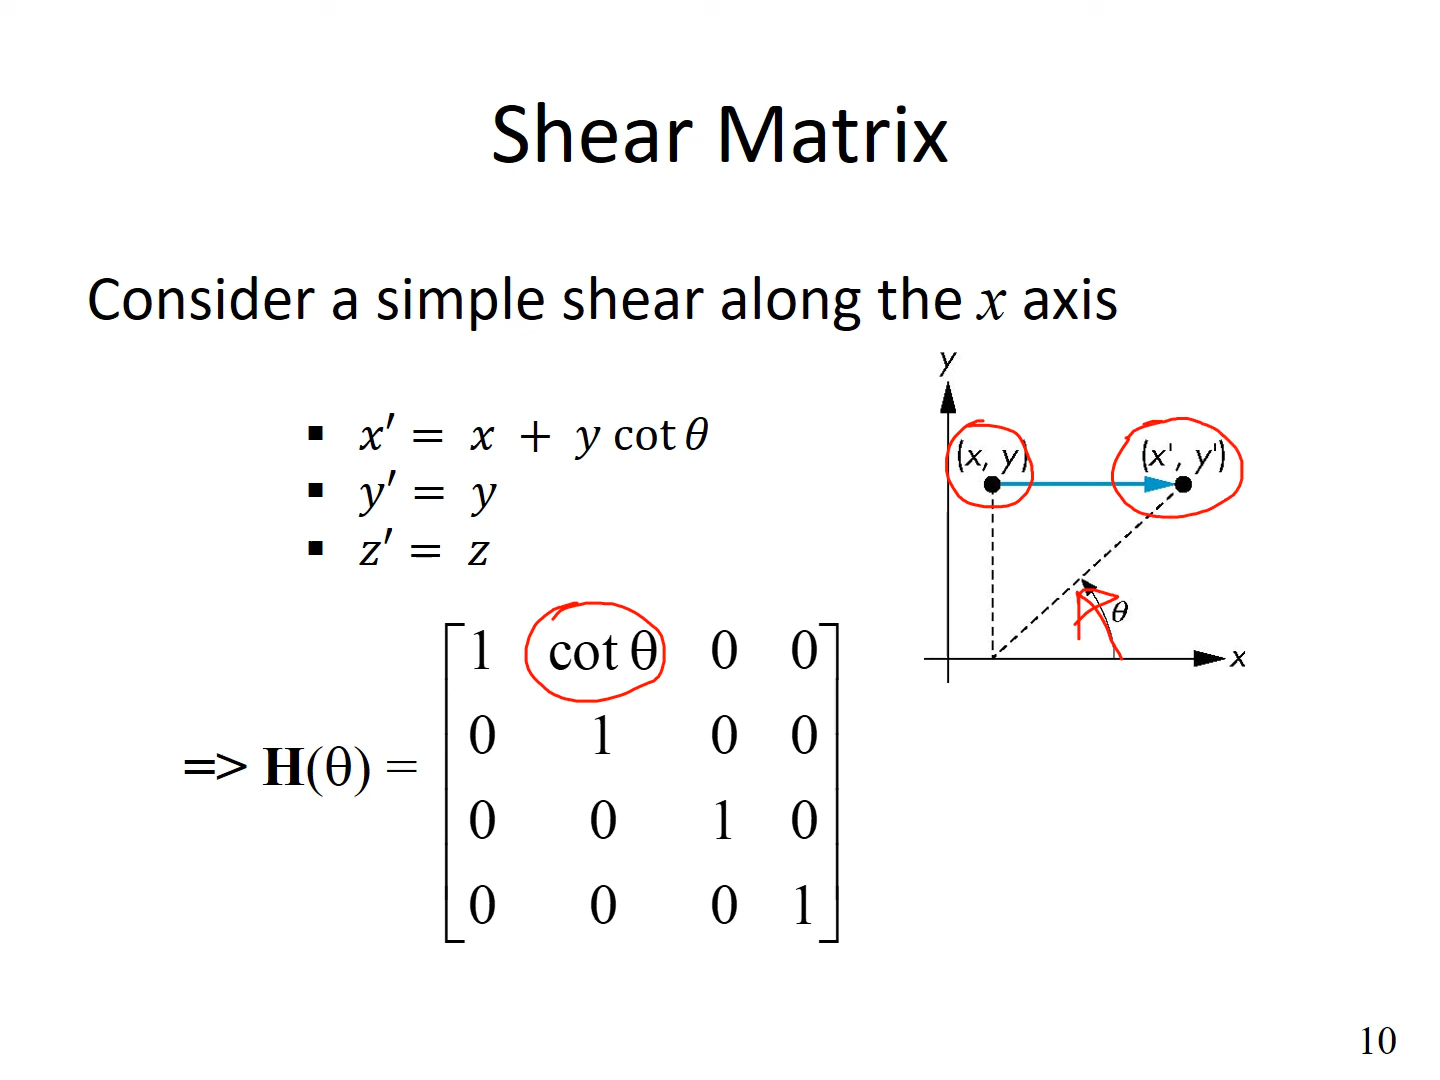 Shear Matrix
Consider a simple shear along the x axis
▪ x′ = x + y cot θ
▪ y′ = y
▪ z′ = z
y
(x, y) (x', y')
θ
x
1 cot θ 0 0
0 1 0 0
=> H(θ) =
0 0 1 0
0 0 0 1
10